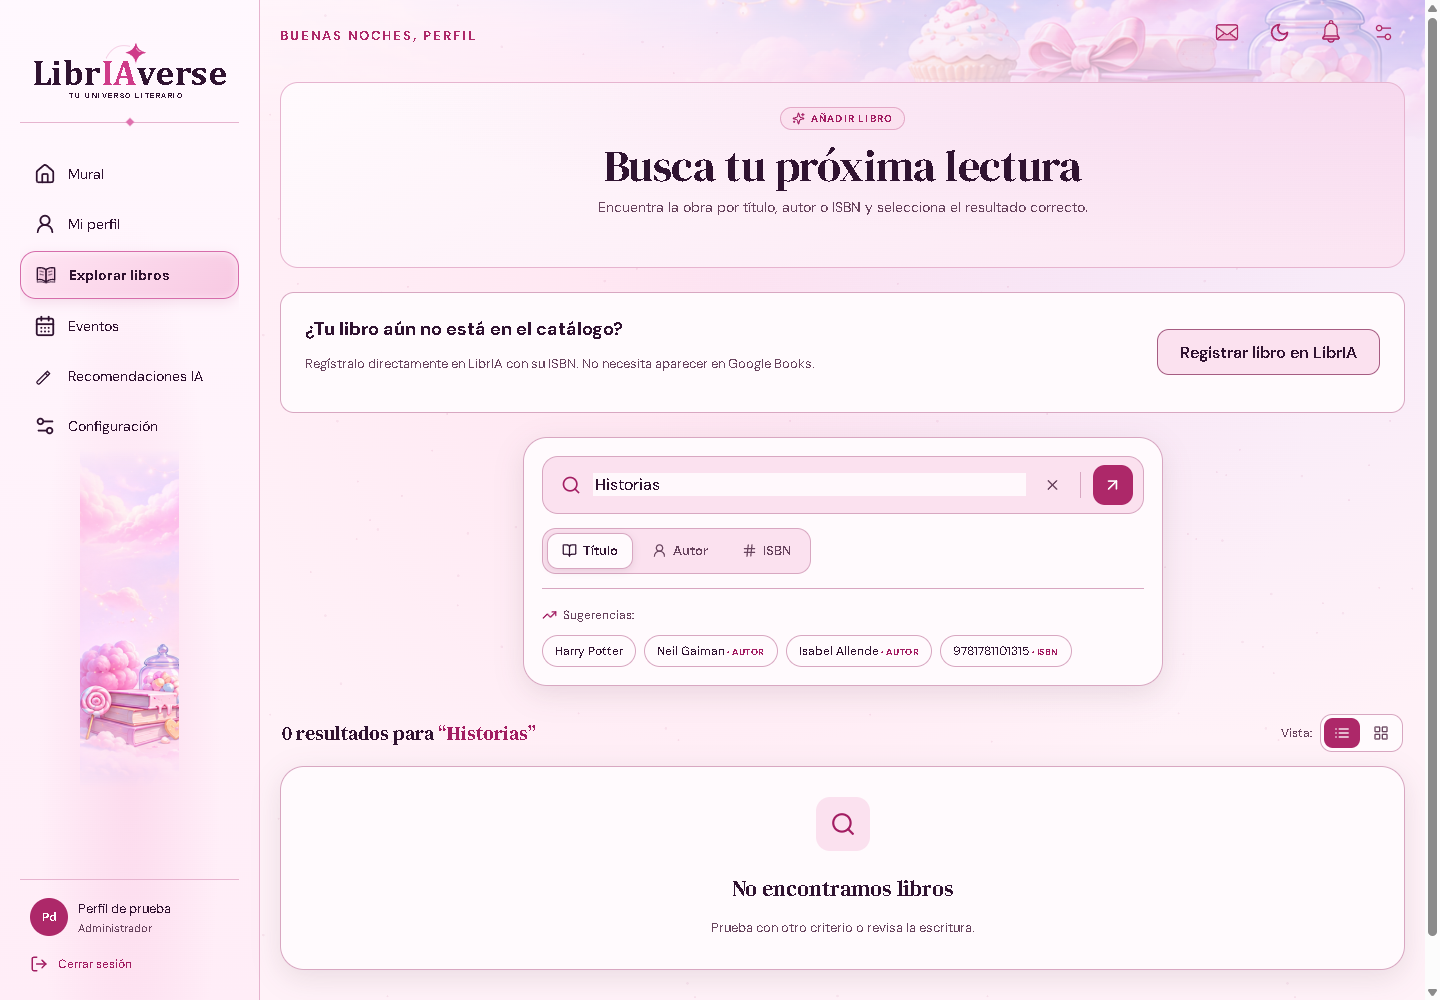 LibrIAverse
TU UNIVERSO LITERARIO
Mural
Mi perfil
Explorar libros
Eventos
Recomendaciones IA
Configuración
Pd
Perfil de prueba
Administrador
Cerrar sesión
BUENAS NOCHES, PERFIL
AÑADIR LIBRO
Busca tu próxima lectura
Encuentra la obra por título, autor o ISBN y selecciona el resultado correcto.
¿Tu libro aún no está en el catálogo?
Regístralo directamente en LibrIA con su ISBN. No necesita aparecer en Google Books.
Registrar libro en LibrIA
Historias
Título Autor ISBN
Sugerencias:
Harry Potter Neil Gaiman · AUTOR Isabel Allende · AUTOR 9781781101315 · ISBN
0 resultados para “Historias”
Vista:
No encontramos libros
Prueba con otro criterio o revisa la escritura.